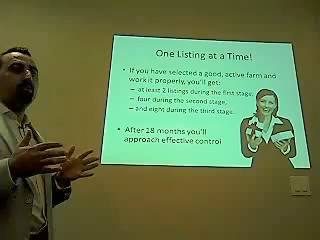 One Listing at a Time!
• If you have selected a good, active farm and
work it properly, you'll get:
– at least 2 listings during the first stage,
– four during the second stage,
– and eight during the third stage.
• After 18 months you'll
approach effective control